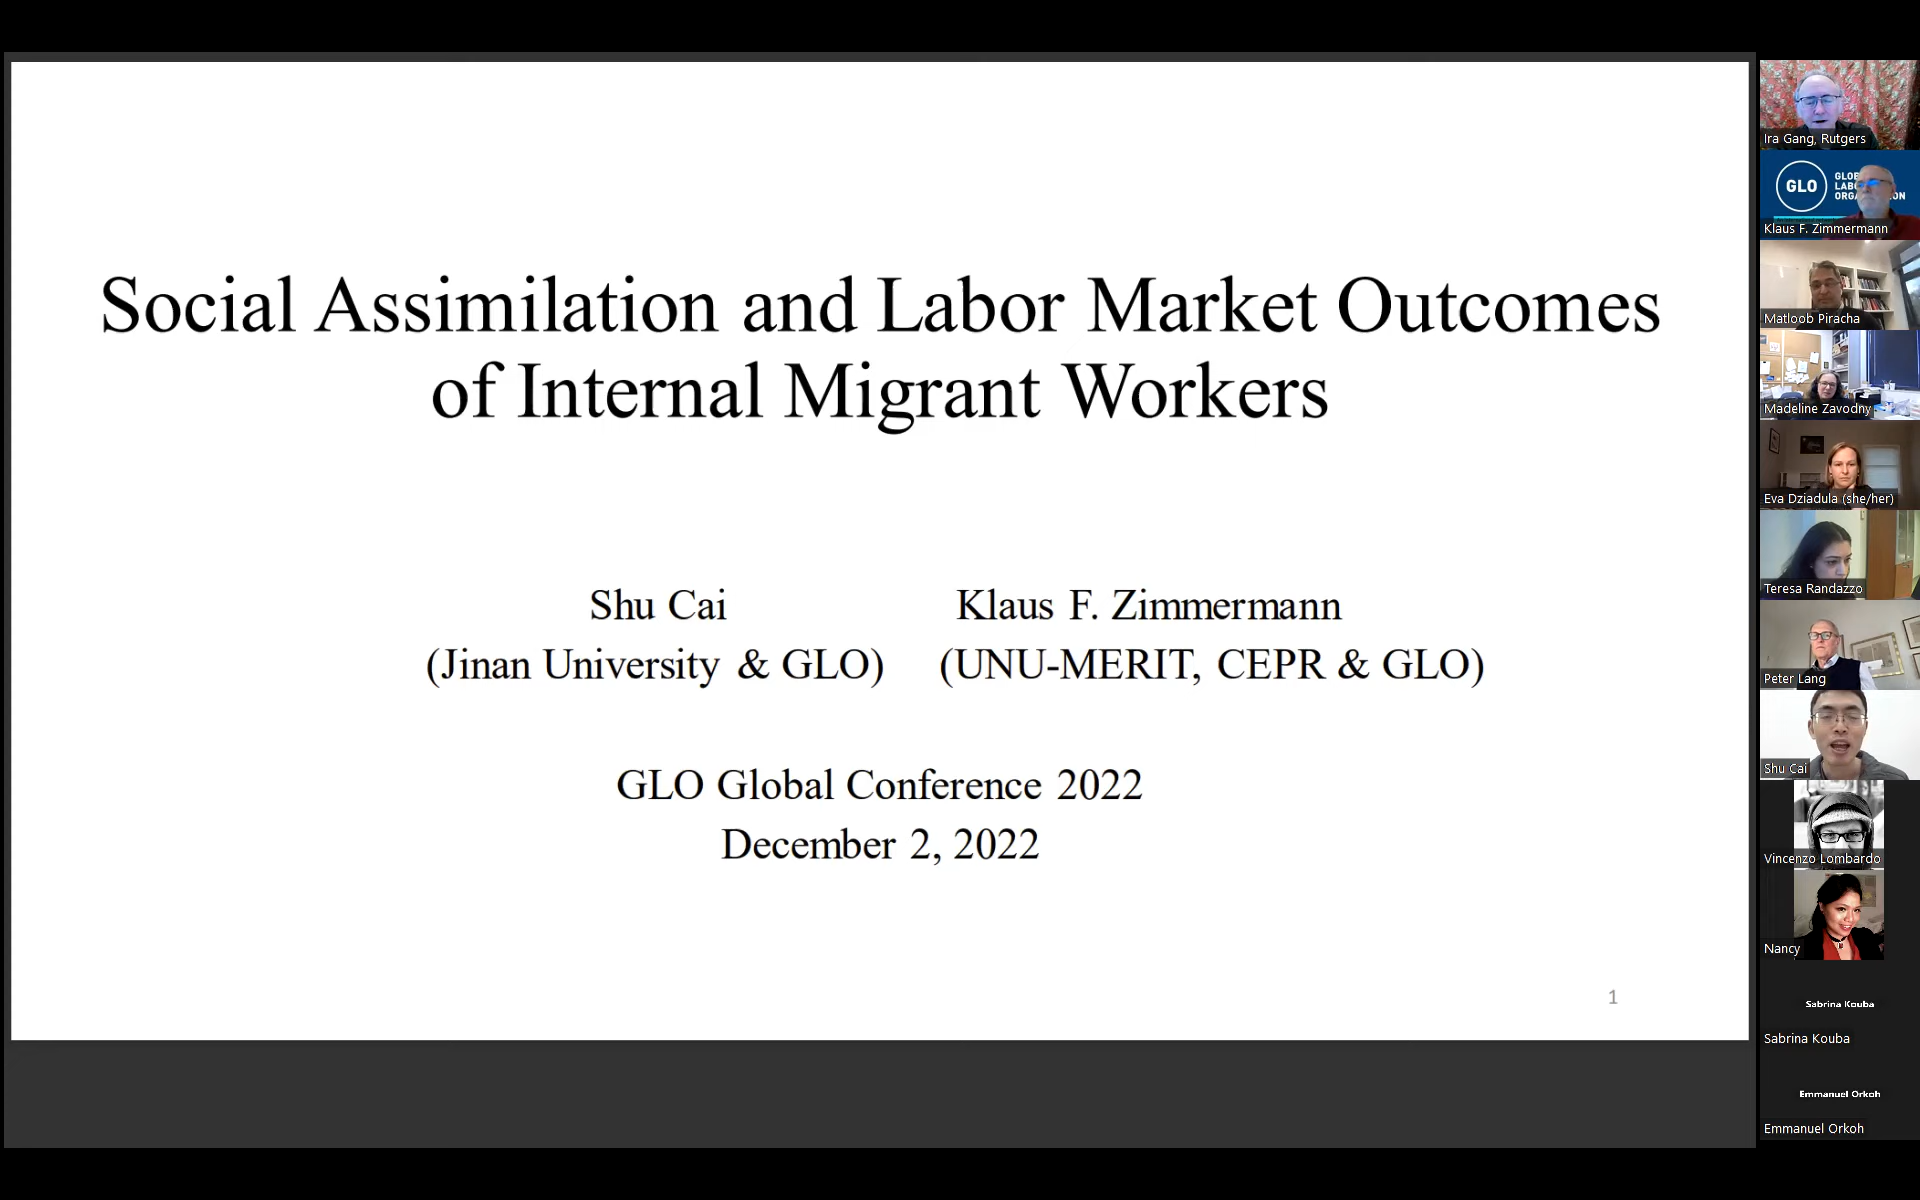 Social Assimilation and Labor Market Outcomes
of Internal Migrant Workers
Shu Cai
Klaus F. Zimmermann
(Jinan University & GLO)
(UNU-MERIT, CEPR & GLO)
GLO Global Conference 2022
December 2, 2022
1
Ira Gang, Rutgers
GLO
Klaus F. Zimmermann
Matloob Piracha
Madeline Zavodny
Eva Dziadula (she/her)
Teresa Randazzo
Peter Lang
Shu Cai
Vincenzo Lombardo
Nancy
Sabrina Kouba
Sabrina Kouba
Emmanuel Orkoh
Emmanuel Orkoh